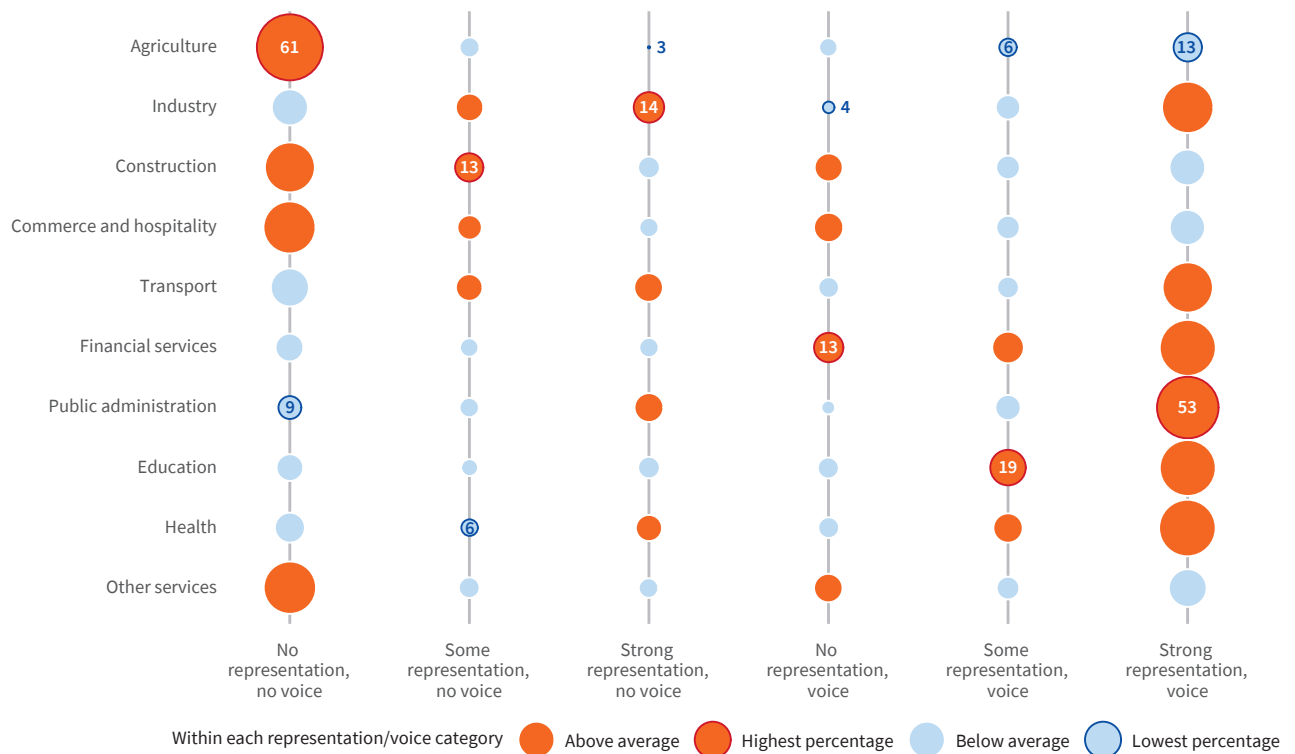 Agriculture 61 3 6 13
Industry 14 4
Construction 13
Commerce and hospitality
Transport
Financial services 13
Public administration 9 53
Education 19
Health 6
Other services
No Some Strong No Some Strong
representation, representation, representation, representation, representation, representation,
no voice no voice no voice voice voice voice
Within each representation/voice category Above average Highest percentage Below average Lowest percentage